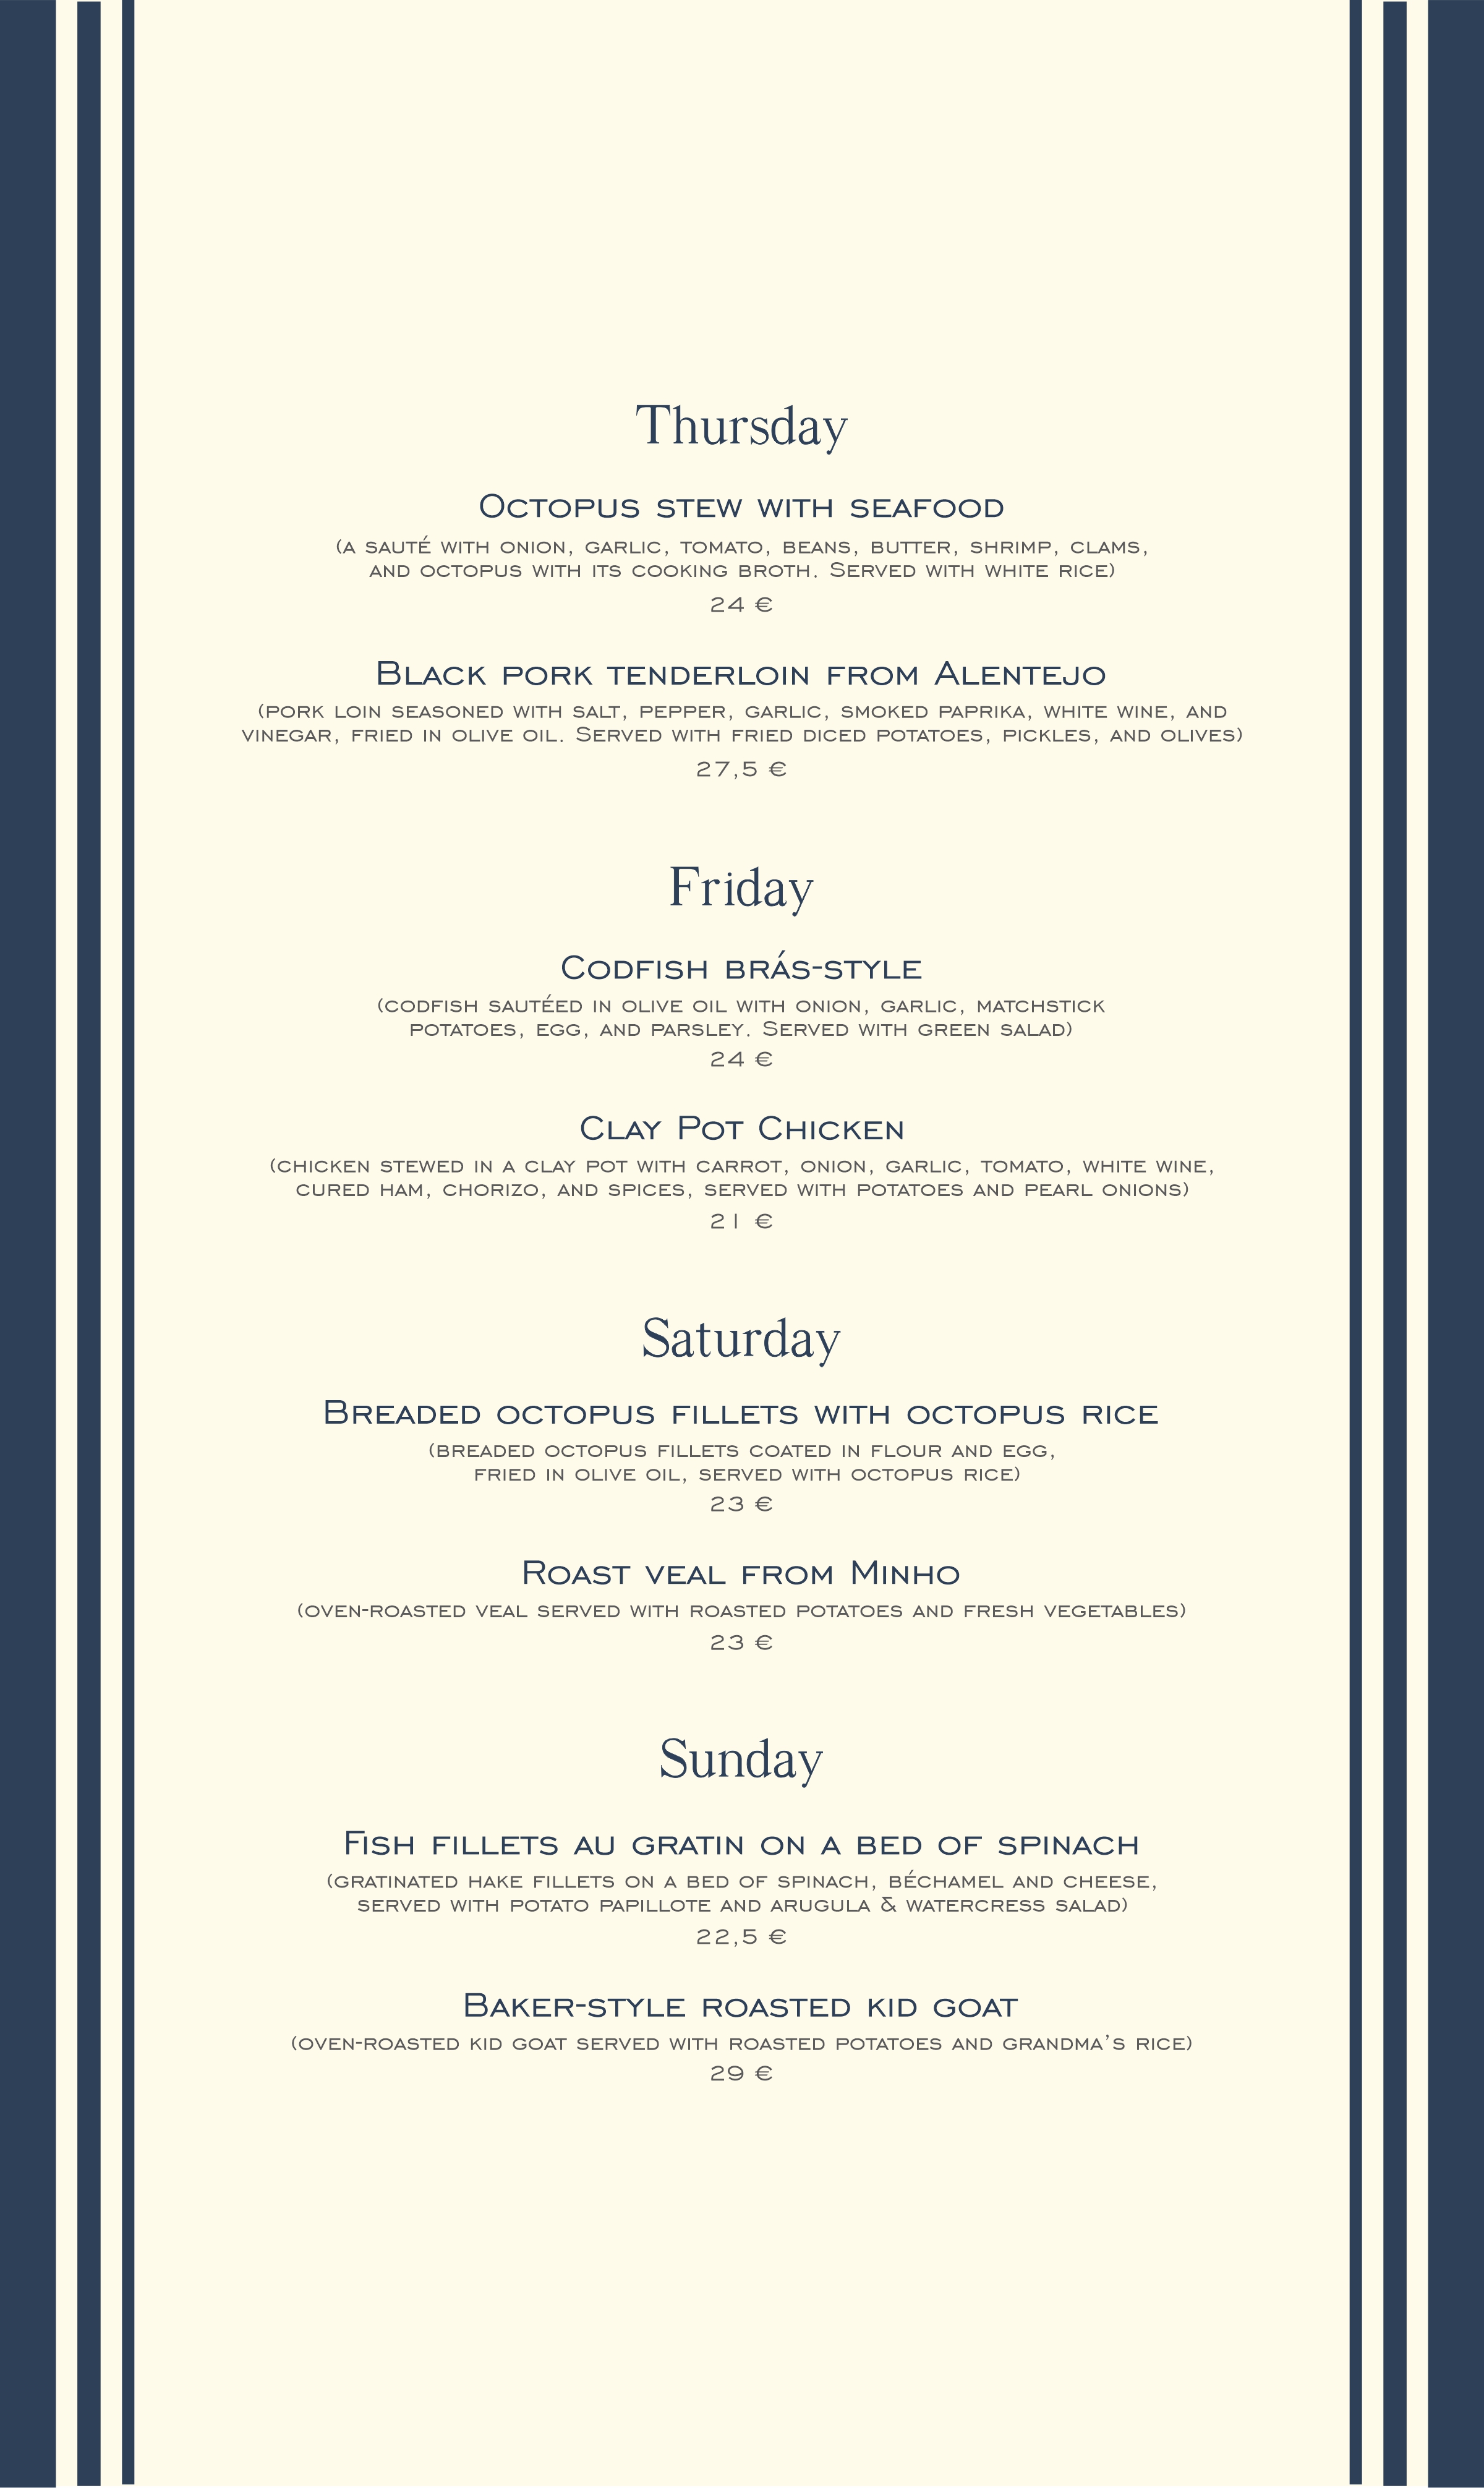 Thursday
Octopus stew with seafood
(a sauté with onion, garlic, tomato, beans, butter, shrimp, clams,
and octopus with its cooking broth. Served with white rice)
24 €
Black pork tenderloin from Alentejo
(pork loin seasoned with salt, pepper, garlic, smoked paprika, white wine, and
vinegar, fried in olive oil. Served with fried diced potatoes, pickles, and olives)
27,5 €
Friday
Codfish brás-style
(codfish sautéed in olive oil with onion, garlic, matchstick
potatoes, egg, and parsley. Served with green salad)
24 €
Clay Pot Chicken
(chicken stewed in a clay pot with carrot, onion, garlic, tomato, white wine,
cured ham, chorizo, and spices, served with potatoes and pearl onions)
21 €
Saturday
Breaded octopus fillets with octopus rice
(breaded octopus fillets coated in flour and egg,
fried in olive oil, served with octopus rice)
23 €
Roast veal from Minho
(oven-roasted veal served with roasted potatoes and fresh vegetables)
23 €
Sunday
Fish fillets au gratin on a bed of spinach
(gratinated hake fillets on a bed of spinach, béchamel and cheese,
served with potato papillote and arugula & watercress salad)
22,5 €
Baker-style roasted kid goat
(oven-roasted kid goat served with roasted potatoes and grandma's rice)
29 €